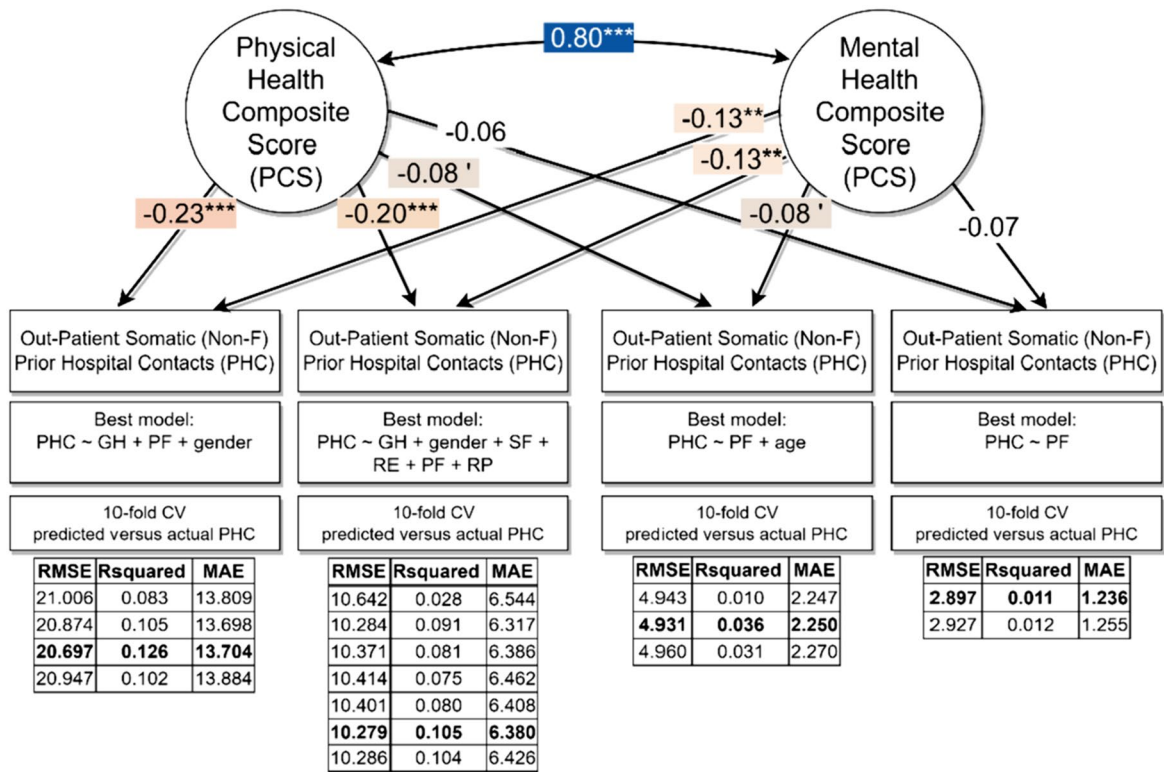 Physical
Health
Composite
Score
(PCS)
0.80***
Mental
Health
Composite
Score
(PCS)
-0.23***
-0.20***
-0.08 '
-0.06
-0.13**
-0.13**
-0.08 '
-0.07
Out-Patient Somatic (Non-F)
Prior Hospital Contacts (PHC)
Best model:
PHC ~ GH + PF + gender
10-fold CV
predicted versus actual PHC
RMSE Rsquared MAE
21.006 0.083 13.809
20.874 0.105 13.698
20.697 0.126 13.704
20.947 0.102 13.884
Out-Patient Somatic (Non-F)
Prior Hospital Contacts (PHC)
Best model:
PHC ~ GH + gender + SF +
RE + PF + RP
10-fold CV
predicted versus actual PHC
RMSE Rsquared MAE
10.642 0.028 6.544
10.284 0.091 6.317
10.371 0.081 6.386
10.414 0.075 6.462
10.401 0.080 6.408
10.279 0.105 6.380
10.286 0.104 6.426
Out-Patient Somatic (Non-F)
Prior Hospital Contacts (PHC)
Best model:
PHC ~ PF + age
10-fold CV
predicted versus actual PHC
RMSE Rsquared MAE
4.943 0.010 2.247
4.931 0.036 2.250
4.960 0.031 2.270
Out-Patient Somatic (Non-F)
Prior Hospital Contacts (PHC)
Best model:
PHC ~ PF
10-fold CV
predicted versus actual PHC
RMSE Rsquared MAE
2.897 0.011 1.236
2.927 0.012 1.255